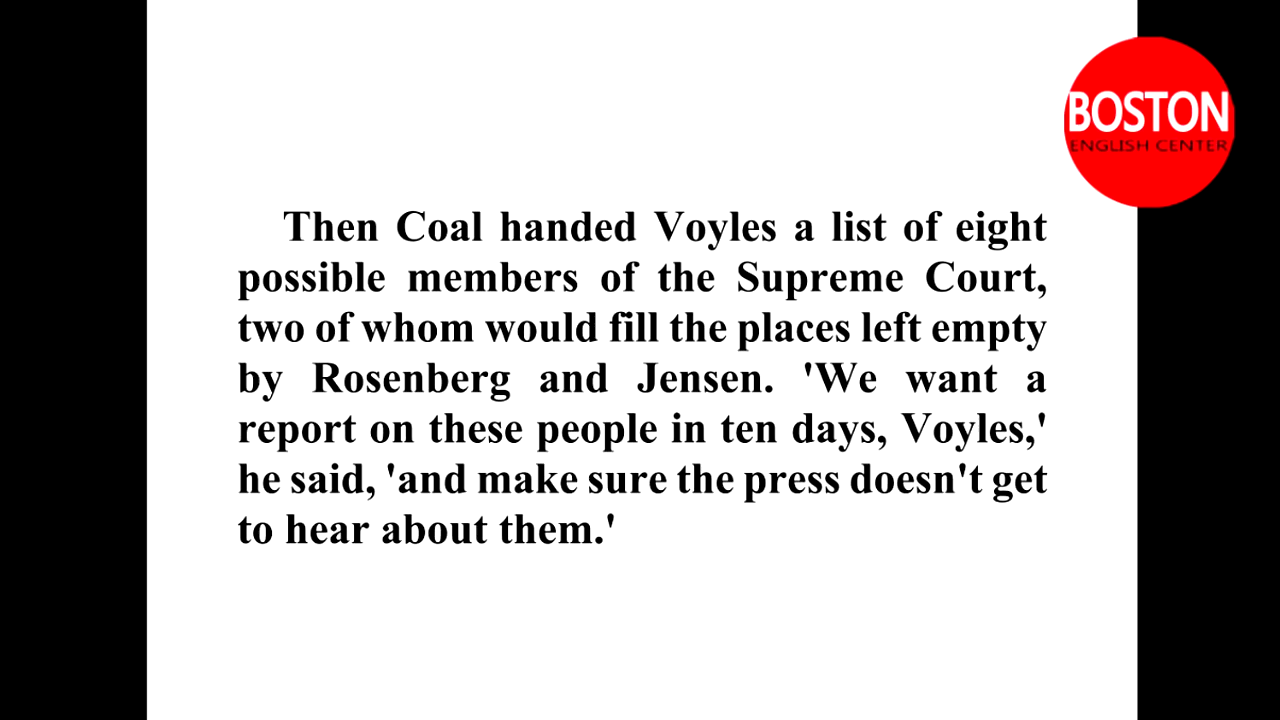 BOSTON
ENGLISH CENTER
Then Coal handed Voyles a list of eight
possible members of the Supreme Court,
two of whom would fill the places left empty
by Rosenberg and Jensen. 'We want a
report on these people in ten days, Voyles,'
he said, 'and make sure the press doesn't get
to hear about them.'